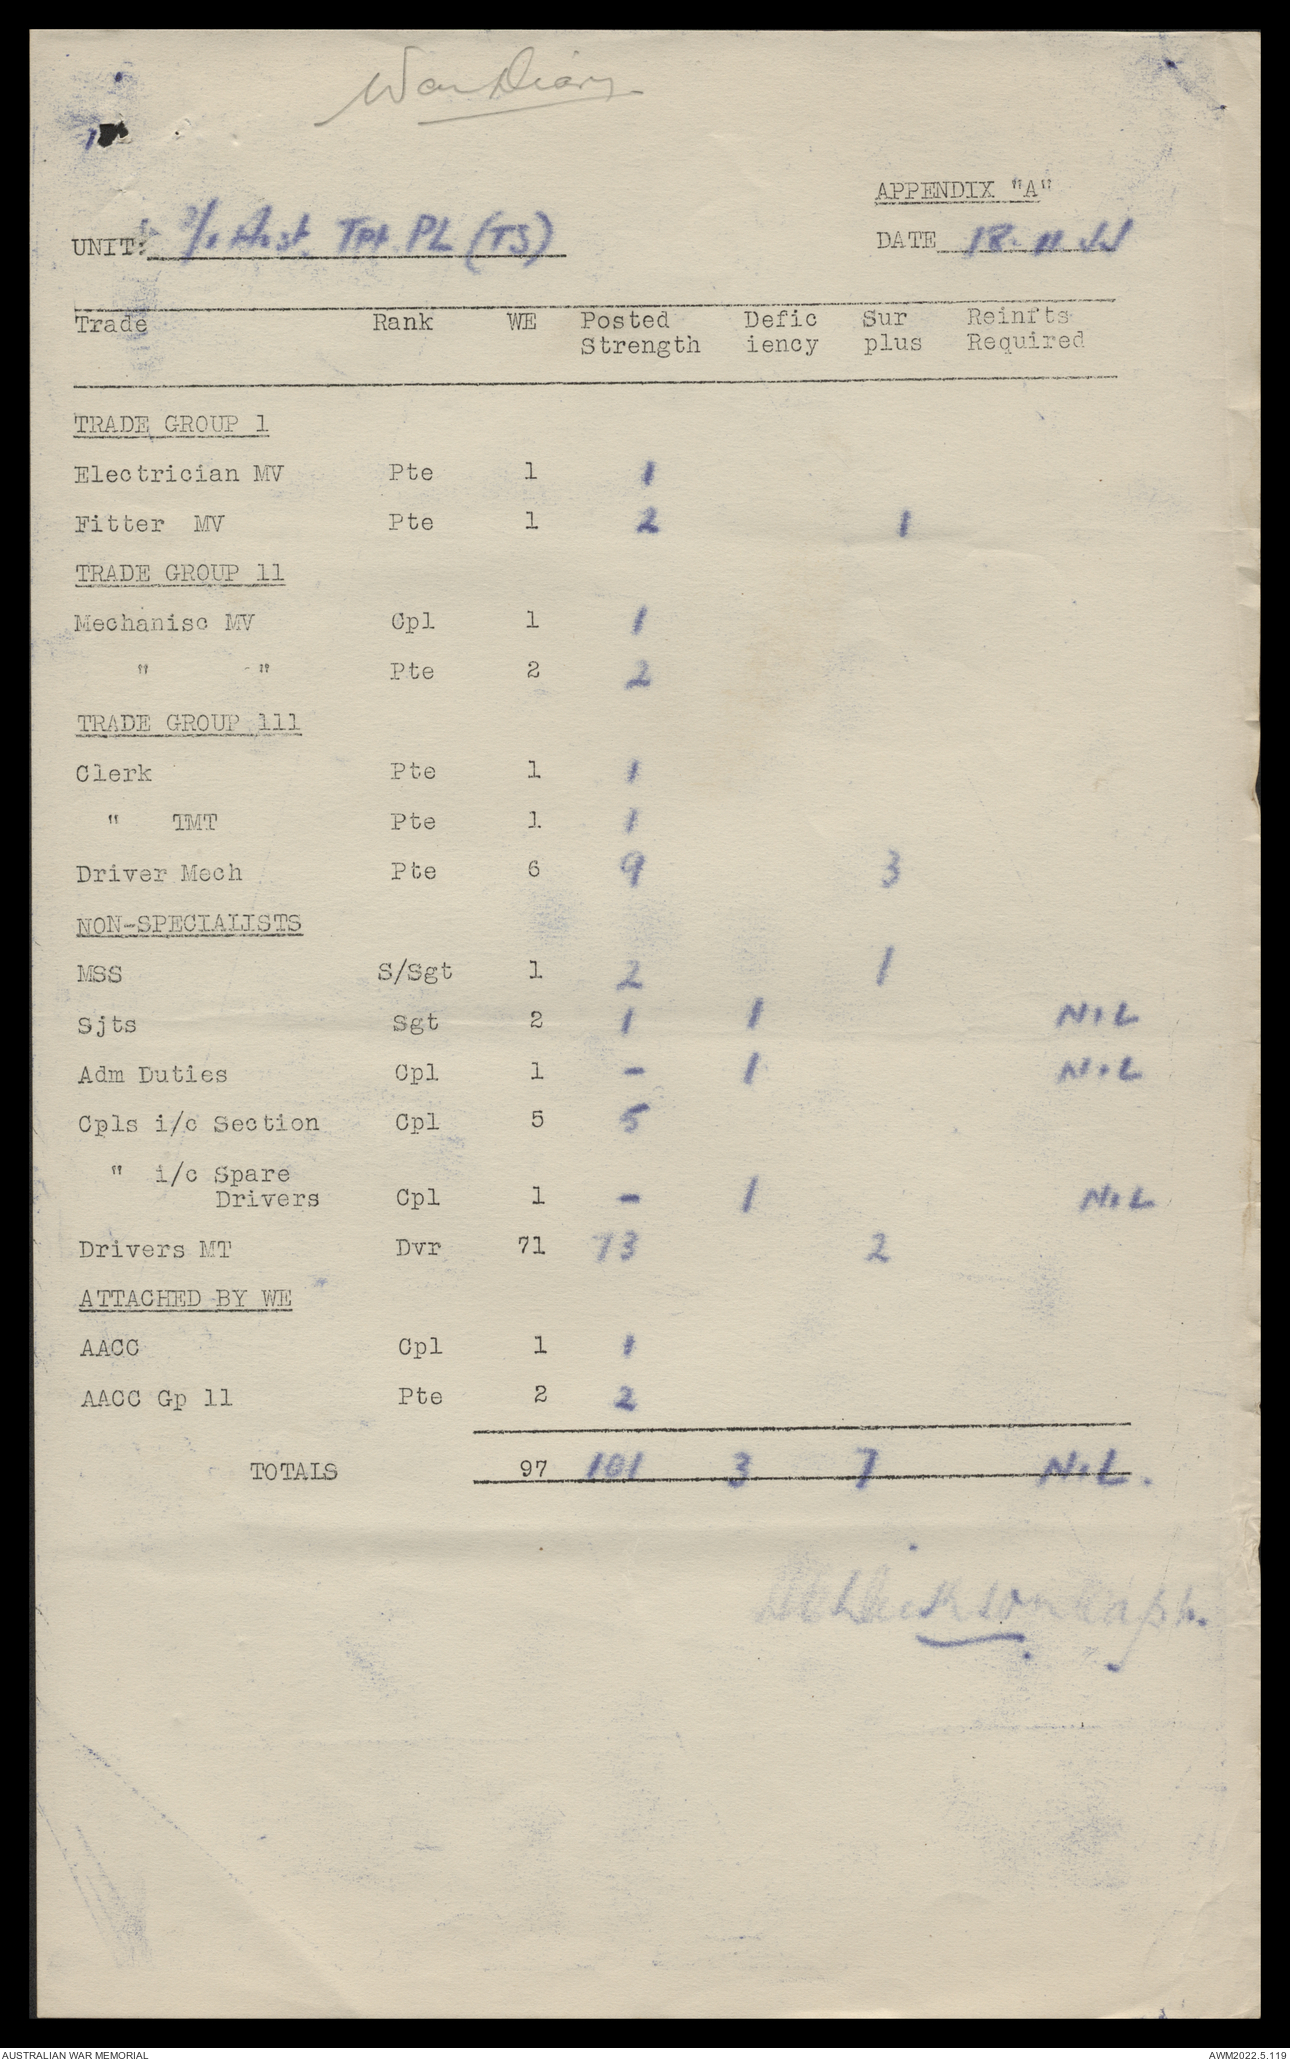 War Diary
APPENDIX "A"
UNIT: Aust. Tpt. PL (TS)
DATE 18. 11.
Trade Rank WE Posted Strength Defic iency Sur plus Reinfts Required
TRADE GROUP 1
Electrician MV Pte 1 1
Fitter MV Pte 1 2 1
TRADE GROUP 11
Mechanisc MV Cpl 1 1
" " Pte 2 2
TRADE GROUP 111
Clerk Pte 1 1
" TMT Pte 1 1
Driver Mech Pte 6 9 3
NON-SPECIALISTS
MSS S/Sgt 1 2 1
Sjts Sgt 2 1 1 NIL
Adm Duties Cpl 1 - 1 NIL
Cpls i/c Section Cpl 5 5
" i/c Spare
Drivers Cpl 1 - 1 NIL
Drivers MT Dvr 71 73 2
ATTACHED BY WE
AACC Cpl 1 1
AACC Gp 11 Pte 2 2
TOTALS 97 101 3 7 NIL.
Capt.
AUSTRALIAN WAR MEMORIAL
AWM2022.5.119